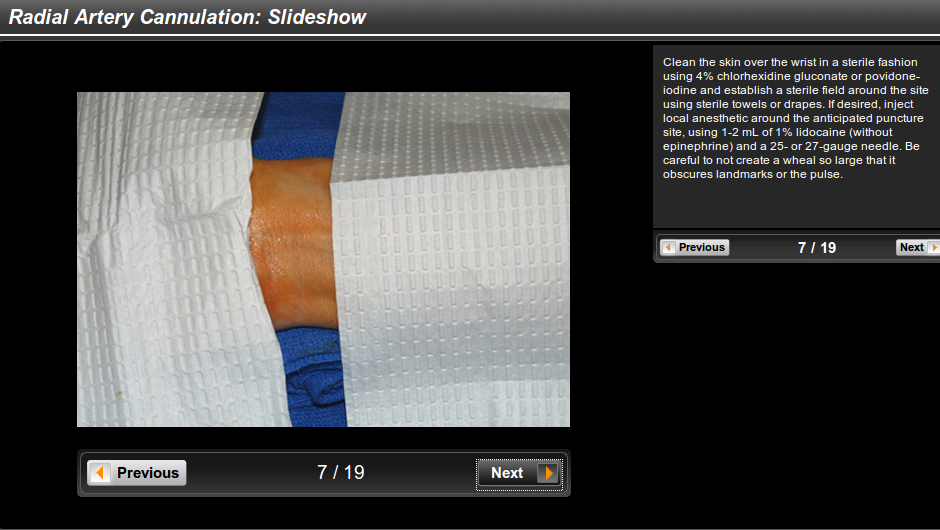 Radial Artery Cannulation: Slideshow
Clean the skin over the wrist in a sterile fashion
using 4% chlorhexidine gluconate or povidone-
iodine and establish a sterile field around the site
using sterile towels or drapes. If desired, inject
local anesthetic around the anticipated puncture
site, using 1-2 mL of 1% lidocaine (without
epinephrine) and a 25- or 27-gauge needle. Be
careful to not create a wheal so large that it
obscures landmarks or the pulse.
Previous 7 / 19 Next
Previous 7 / 19 Next